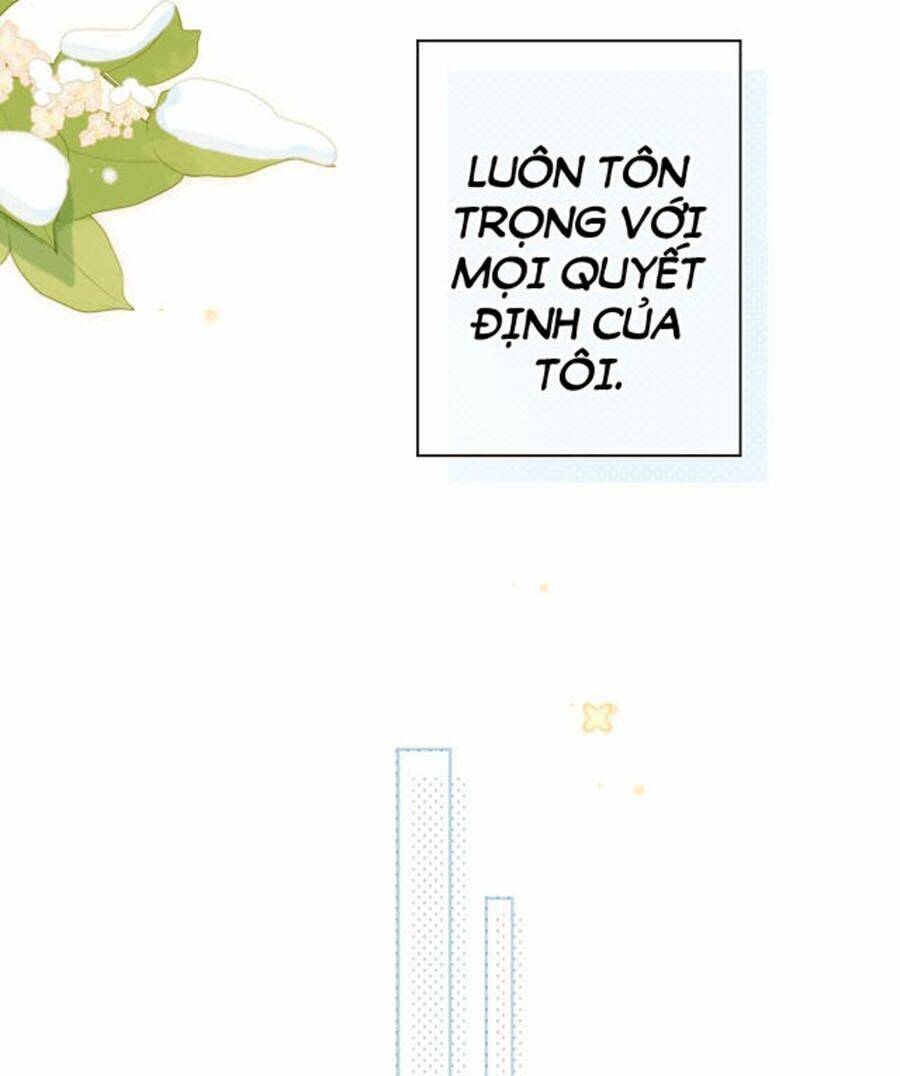 LUÔN TÔN
TRỌNG VỚI
MỌI QUYẾT
ĐỊNH CỦA
TÔI.